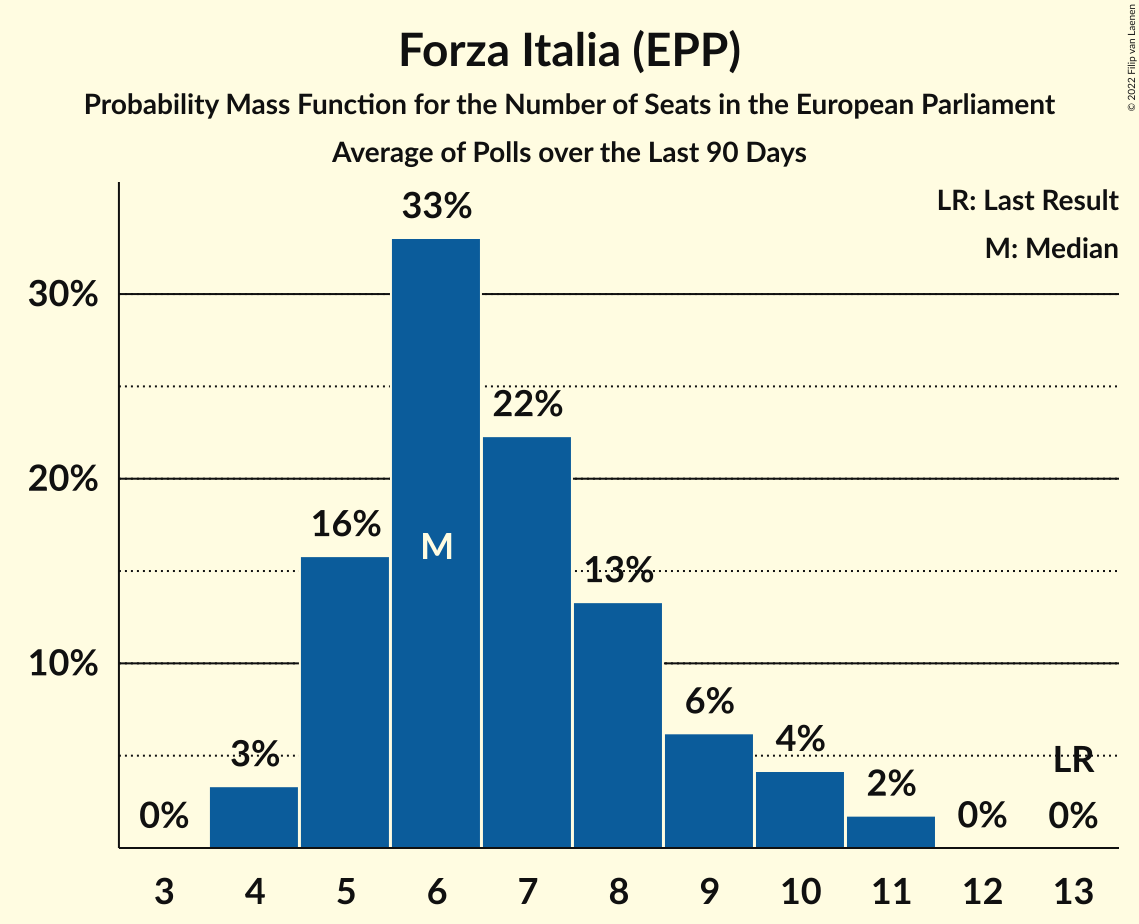 Forza Italia (EPP)
Probability Mass Function for the Number of Seats in the European Parliament
Average of Polls over the Last 90 Days
© 2022 Filip van Laenen
LR: Last Result
M: Median
30%
20%
10%
0%
3%
16%
33%
M
22%
13%
6%
4%
2%
0%
LR
0%
3 4 5 6 7 8 9 10 11 12 13